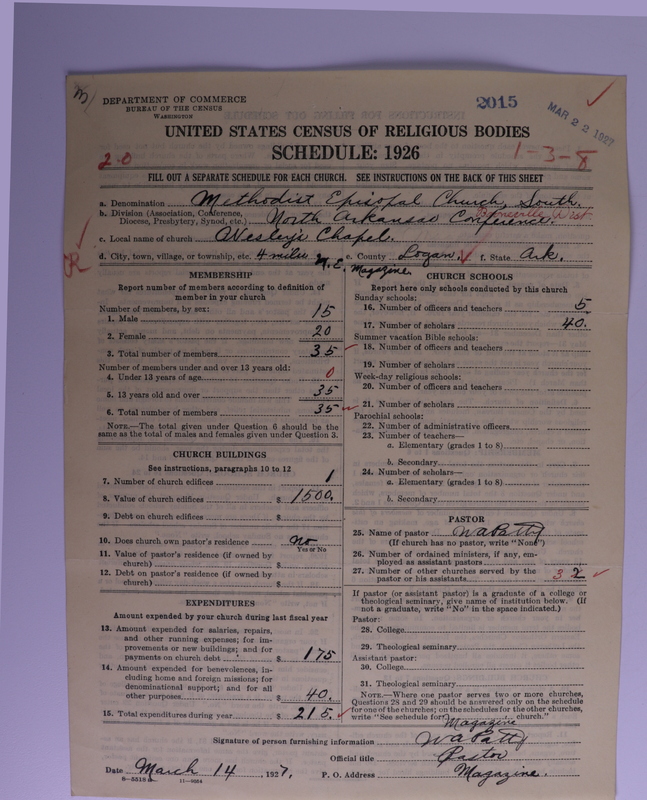 DEPARTMENT OF COMMERCE
BUREAU OF THE CENSUS
WASHINGTON
2015
MAR 22 1927
UNITED STATES CENSUS OF RELIGIOUS BODIES
SCHEDULE: 1926
2-0
1-3-8
FILL OUT A SEPARATE SCHEDULE FOR EACH CHURCH. SEE INSTRUCTIONS ON THE BACK OF THIS SHEET
a. Denomination Methodist Episcopal Church, South.
b. Division (Association, Conference, Diocese, Presbytery, Synod, etc.) North Arkansas Conference. Booneville Dist.
c. Local name of church Wesley's Chapel.
d. City, town, village, or township, etc. 4 miles N. E. Magazine. e. County Logan. f. State Ark.
MEMBERSHIP
Report number of members according to definition of
member in your church
Number of members, by sex:
1. Male 15
2. Female 20
3. Total number of members 35
Number of members under and over 13 years old:
4. Under 13 years of age 0
5. 13 years old and over 35
6. Total number of members 35
NOTE.—The total given under Question 6 should be the
same as the total of males and females given under Question 3.
CHURCH BUILDINGS
See instructions, paragraphs 10 to 12
7. Number of church edifices 1
8. Value of church edifices $ 1500.
9. Debt on church edifices $
10. Does church own pastor's residence? No
Yes or No
11. Value of pastor's residence (if owned by
church) $
12. Debt on pastor's residence (if owned by
church) $
EXPENDITURES
Amount expended by your church during last fiscal year
13. Amount expended for salaries, repairs,
and other running expenses; for im-
provements or new buildings; and for
payments on church debt $ 175
14. Amount expended for benevolences, in-
cluding home and foreign missions; for
denominational support; and for all
other purposes $ 40.
15. Total expenditures during year $ 215.
CHURCH SCHOOLS
Report here only schools conducted by this church
Sunday schools:
16. Number of officers and teachers 5
17. Number of scholars 40.
Summer vacation Bible schools:
18. Number of officers and teachers
19. Number of scholars
Week-day religious schools:
20. Number of officers and teachers
21. Number of scholars
Parochial schools:
22. Number of administrative officers
23. Number of teachers—
a. Elementary (grades 1 to 8)
b. Secondary
24. Number of scholars—
a. Elementary (grades 1 to 8)
b. Secondary
PASTOR
25. Name of pastor W A Patty
(If church has no pastor, write "None")
26. Number of ordained ministers, if any, em-
ployed as assistant pastors
27. Number of other churches served by the
pastor or his assistants 3 2
If pastor (or assistant pastor) is a graduate of a college or
theological seminary, give name of institution below. (If
not a graduate, write "No" in the space indicated.)
Pastor:
28. College
29. Theological seminary
Assistant pastor:
30. College
31. Theological seminary
NOTE.—Where one pastor serves two or more churches,
Questions 28 and 29 should be answered only on the schedule
for one of the churches; on the schedules for the other churches,
write "See schedule for Magazine church."
Signature of person furnishing information W A Patty
Official title Pastor
Date March 14, 1927. P. O. Address Magazine.
8-5518
11-9884